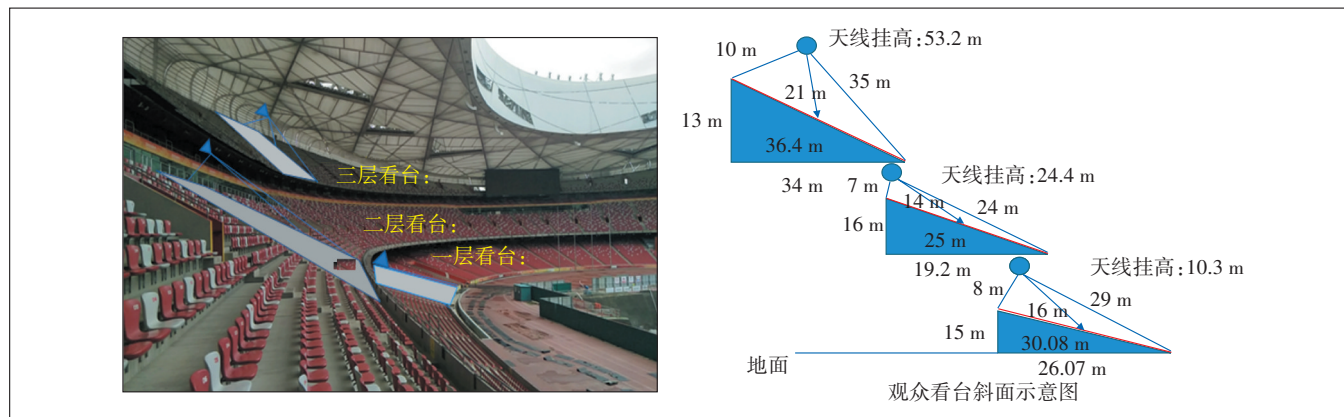 三层看台:
二层看台:
一层看台:
天线挂高:53.2 m
10 m
35 m
21 m
13 m
36.4 m
34 m
天线挂高:24.4 m
7 m
14 m
24 m
16 m
25 m
19.2 m
天线挂高:10.3 m
8 m
29 m
16 m
15 m
30.08 m
地面
26.07 m
观众看台斜面示意图